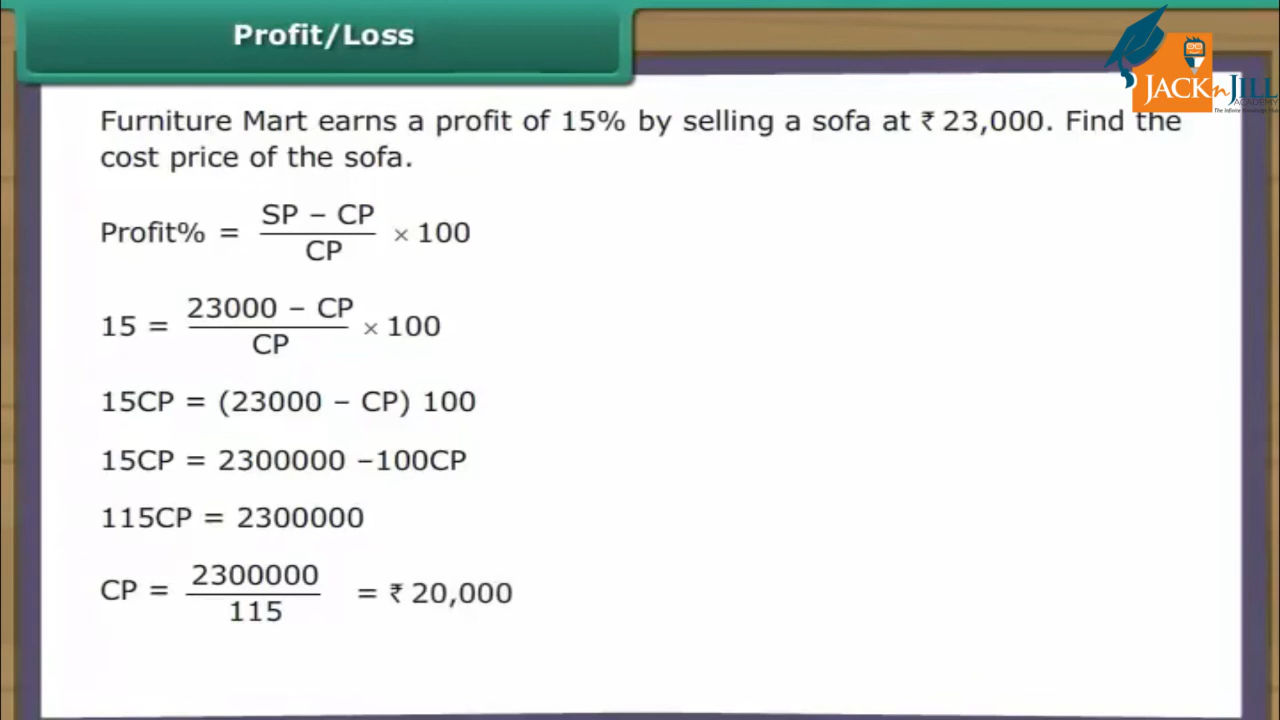 Profit/Loss
JACKnJILL
ACADEMY
Furniture Mart earns a profit of 15% by selling a sofa at ₹ 23,000. Find the
cost price of the sofa.
Profit% = SP – CP / CP × 100
15 = 23000 – CP / CP × 100
15CP = (23000 – CP) 100
15CP = 2300000 –100CP
115CP = 2300000
CP = 2300000 / 115 = ₹ 20,000